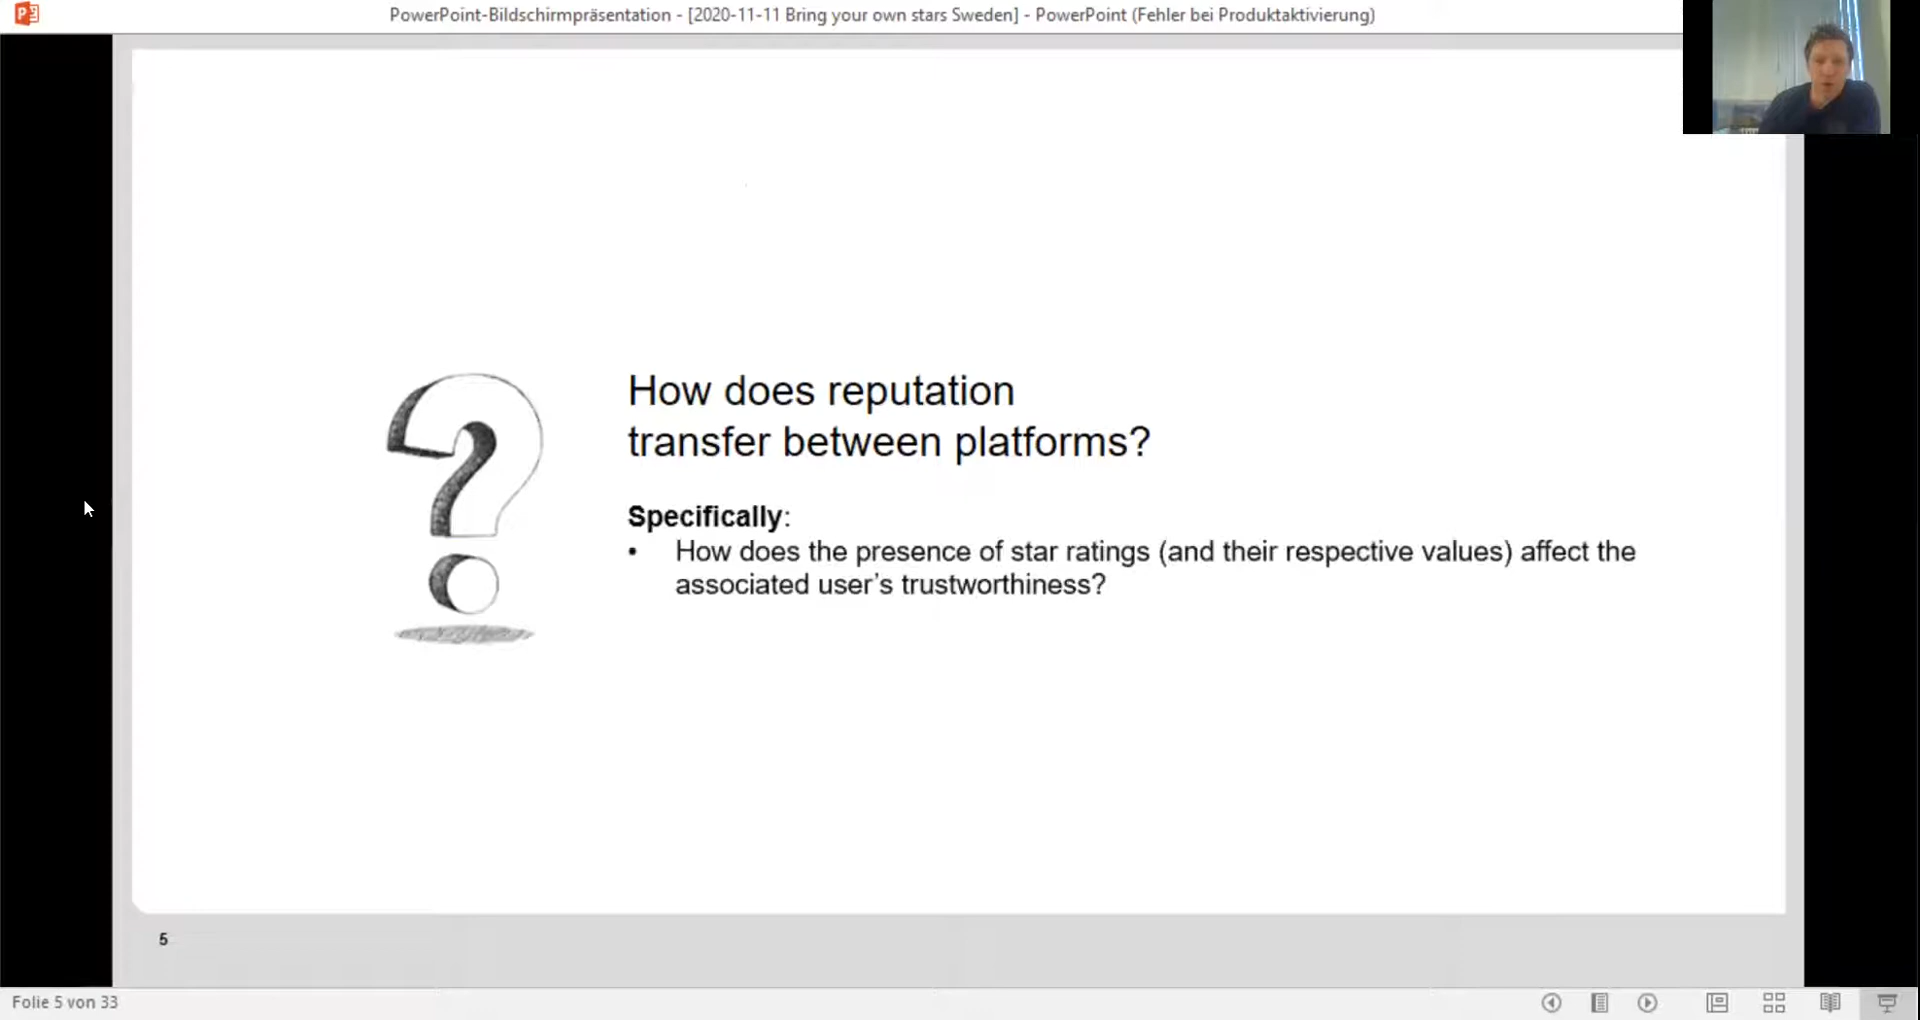 PowerPoint-Bildschirmpräsentation - [2020-11-11 Bring your own stars Sweden] - PowerPoint (Fehler bei Produktaktivierung)
How does reputation
transfer between platforms?
Specifically:
• How does the presence of star ratings (and their respective values) affect the
associated user's trustworthiness?
5
Folie 5 von 33